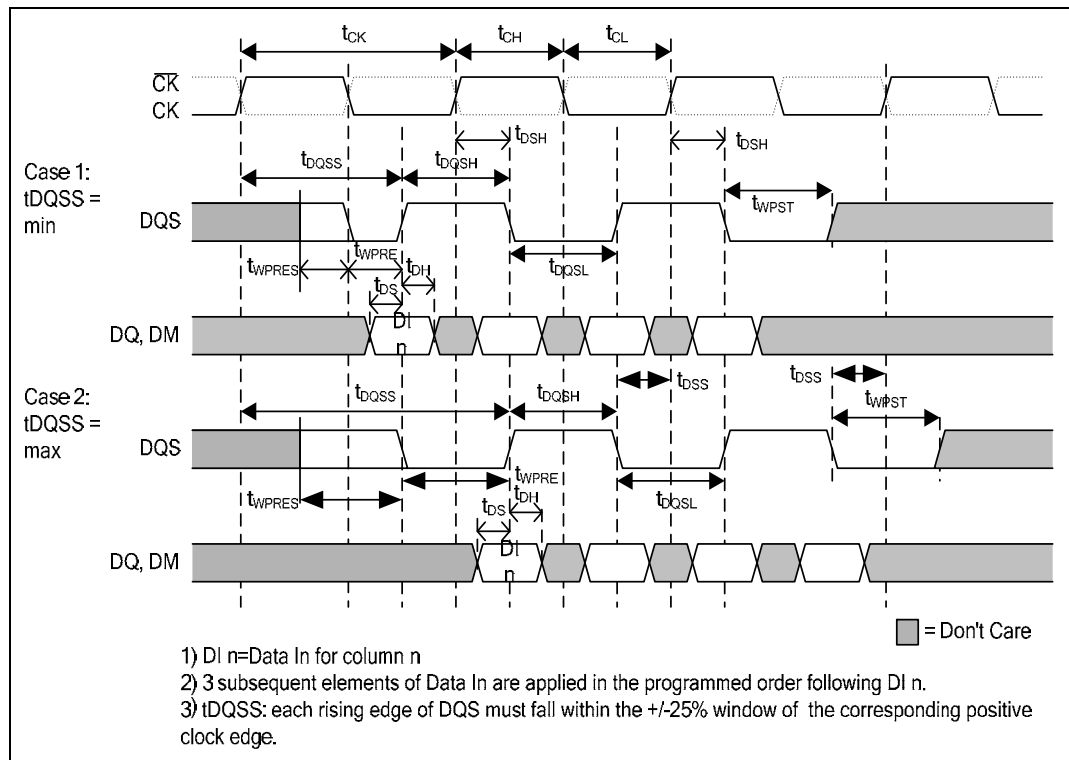 tCK
tCH
tCL
CK
CK
tDSH
tDSH
tDQSS
tDQSH
Case 1:
tDQSS =
min
tWPST
DQS
tWPRES
tWPRE
tDQSL
tDH
tDS
DI
n
DQ, DM
tDSS
tDSS
Case 2:
tDQSS =
max
tDQSS
tDQSH
tWPST
DQS
tWPRES
tWPRE
tDQSL
tDH
tDS
DI
n
DQ, DM
= Don't Care
1) DI n=Data In for column n
2) 3 subsequent elements of Data In are applied in the programmed order following DI n.
3) tDQSS: each rising edge of DQS must fall within the +/-25% window of the corresponding positive
clock edge.